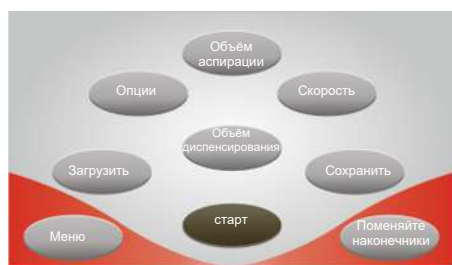 Объём
аспирации
Опции
Скорость
Объём
диспенсирования
Загрузить
Сохранить
старт
Меню
Поменяйте
наконечники